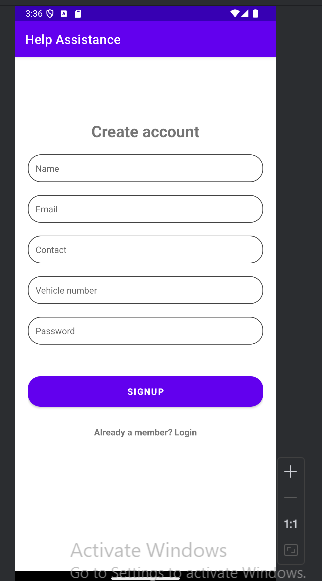 3:36
Help Assistance
Create account
Name
Email
Contact
Vehicle number
Password
SIGNUP
Already a member? Login
1:1
Activate Windows
Go to Settings to activate Windows.